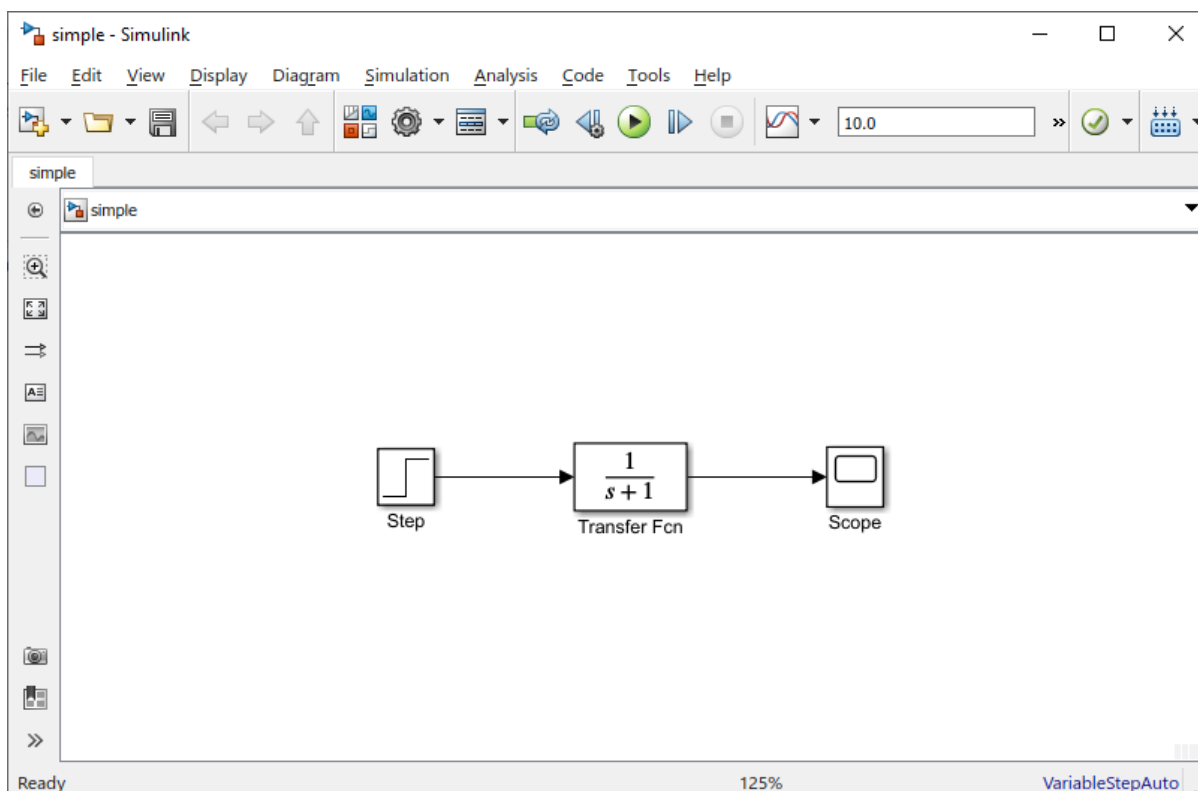 simple - Simulink
File Edit View Display Diagram Simulation Analysis Code Tools Help
10.0 »
simple
simple
1
s + 1
Step
Transfer Fcn
Scope
»
Ready 125% VariableStepAuto